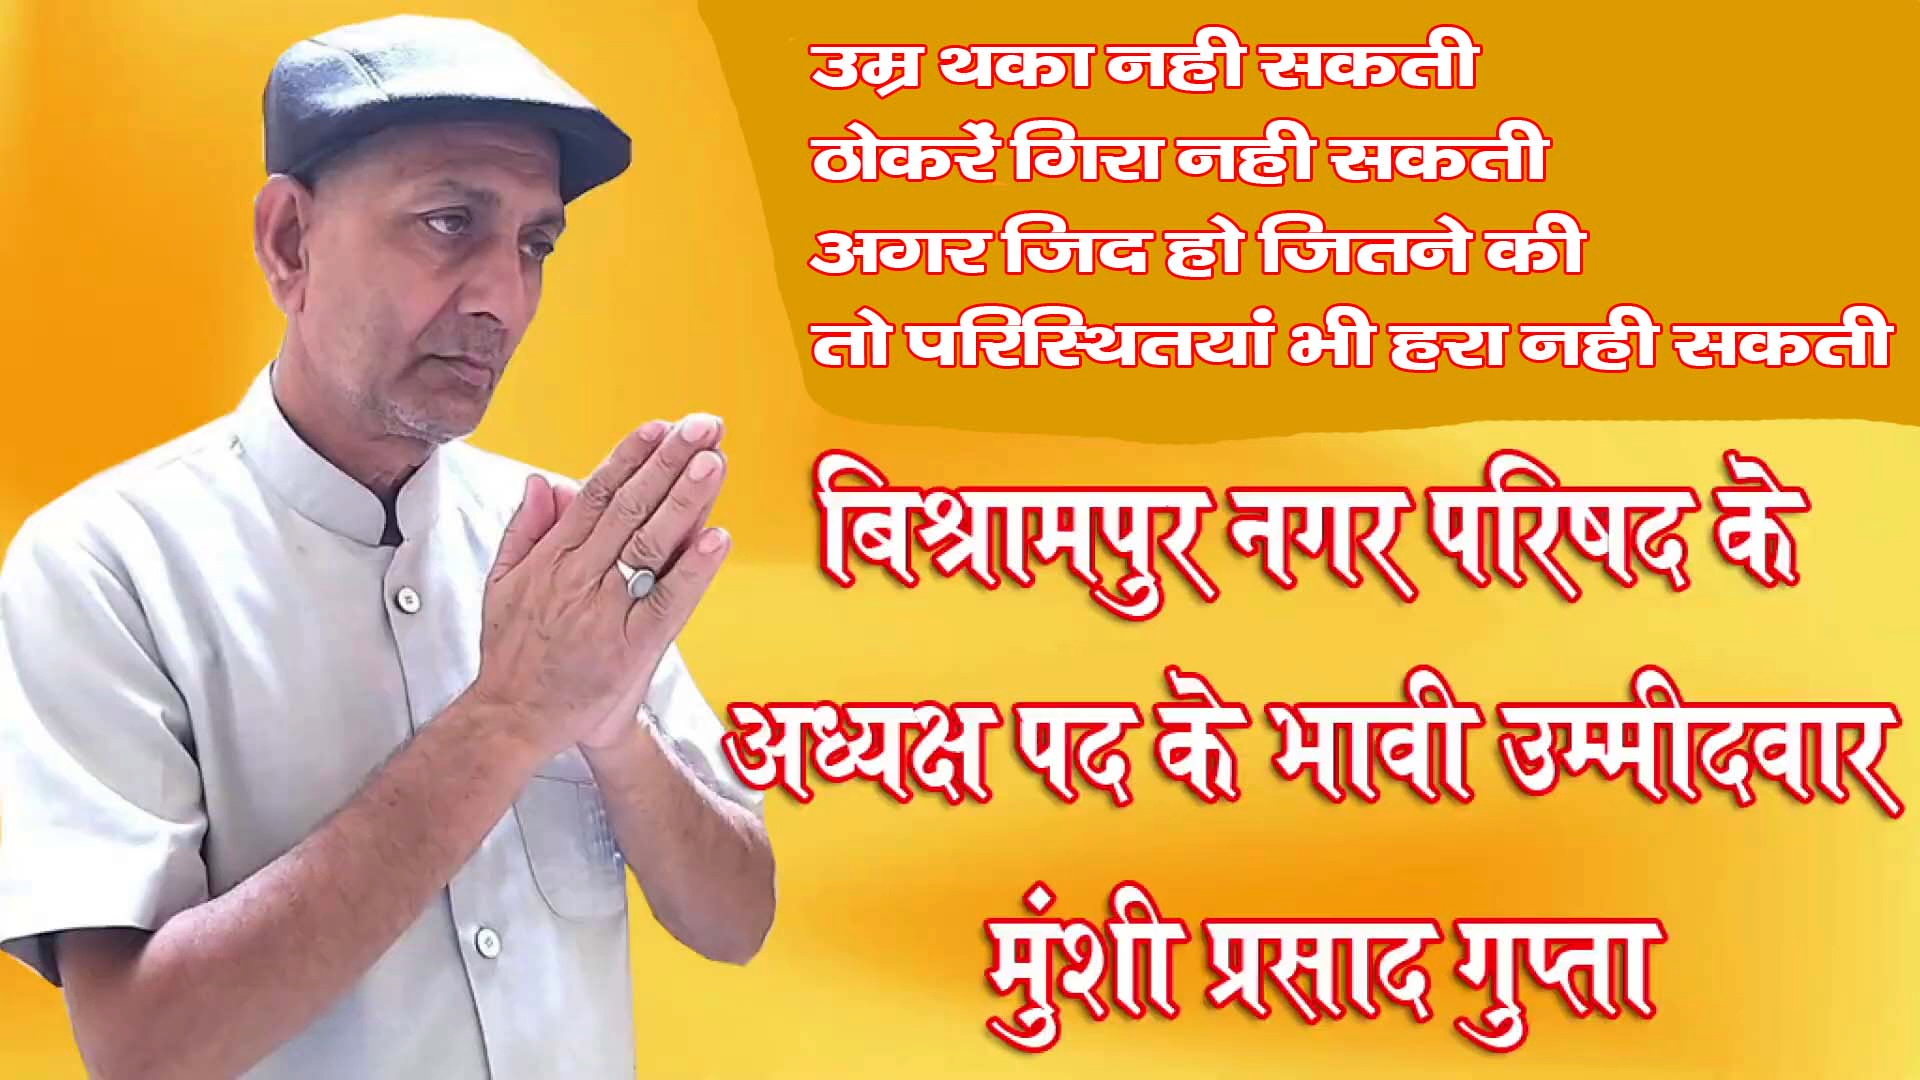 उम्र थका नही सकती
ठोकरें गिरा नही सकती
अगर जिद हो जितने की
तो परिस्थितयां भी हरा नही सकती
बिश्रामपुर नगर परिषद के
अध्यक्ष पद के भावी उम्मीदवार
मुंशी प्रसाद गुप्ता